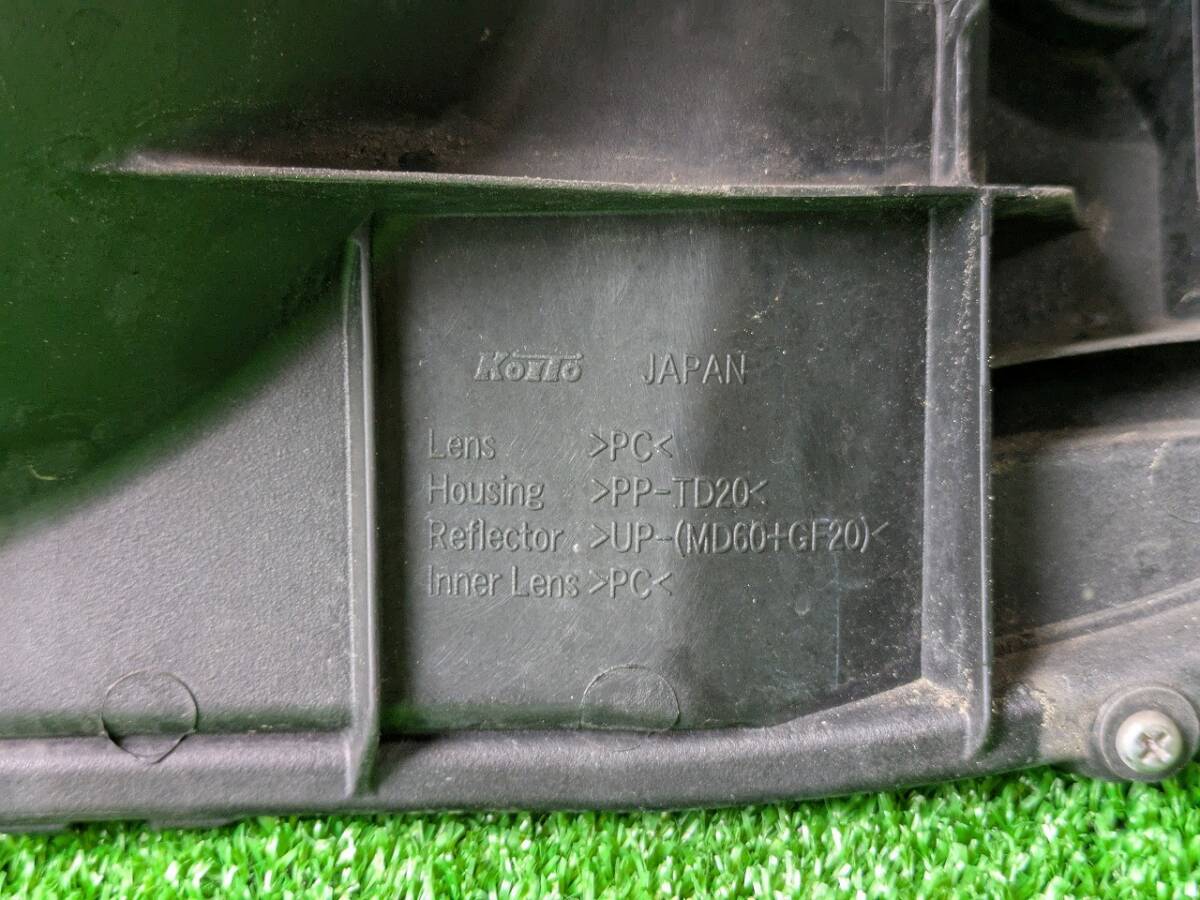 KOITO JAPAN
Lens >PC<
Housing >PP-TD20<
Reflector >UP-(MD60+GF20)<
Inner Lens >PC<